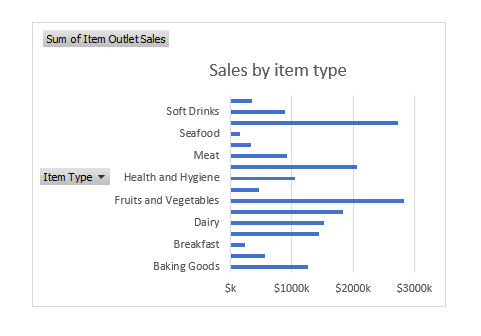 Sum of Item Outlet Sales
Sales by item type
Soft Drinks
Seafood
Meat
Item Type
Health and Hygiene
Fruits and Vegetables
Dairy
Breakfast
Baking Goods
$k $1000k $2000k $3000k